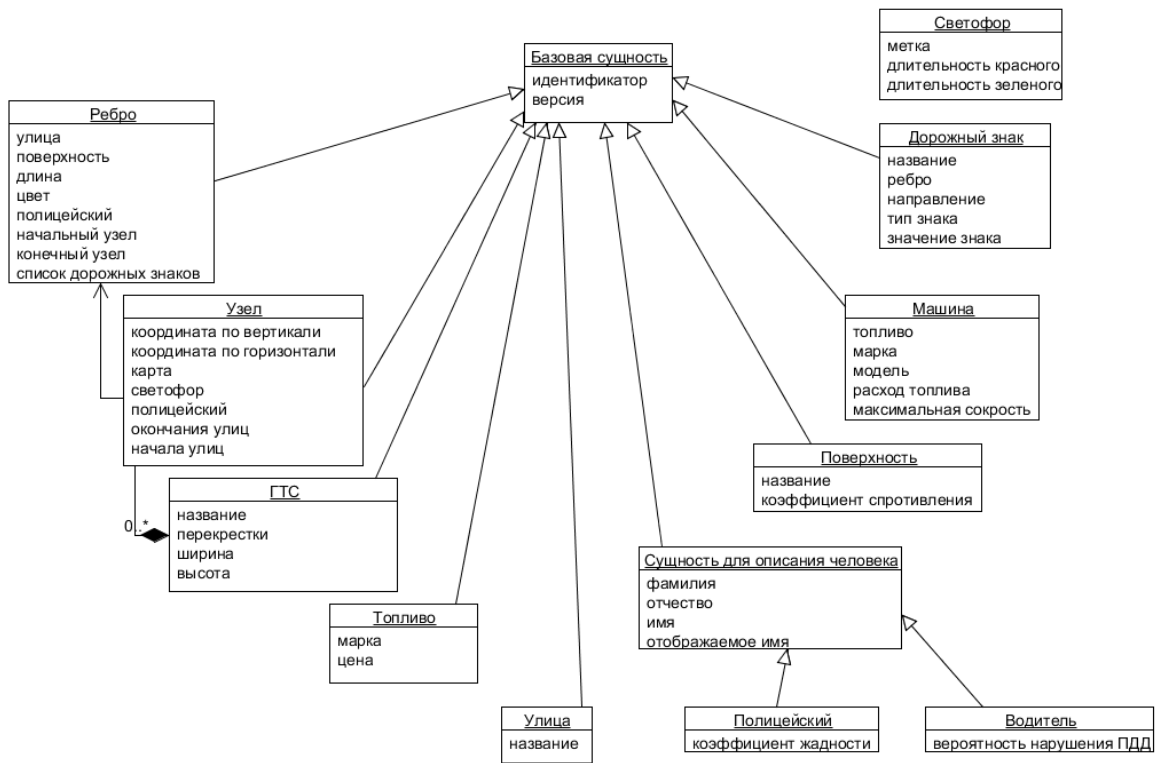 Светофор
метка
длительность красного
длительность зеленого
Базовая сущность
идентификатор
версия
Ребро
улица
поверхность
длина
цвет
полицейский
начальный узел
конечный узел
список дорожных знаков
Дорожный знак
название
ребро
направление
тип знака
значение знака
Узел
координата по вертикали
координата по горизонтали
карта
светофор
полицейский
окончания улиц
начала улиц
Машина
топливо
марка
модель
расход топлива
максимальная сокрость
Поверхность
название
коэффициент спротивления
ГТС
название
перекрестки
ширина
высота
0..*
Сущность для описания человека
фамилия
отчество
имя
отображаемое имя
Топливо
марка
цена
Улица
название
Полицейский
коэффициент жадности
Водитель
вероятность нарушения ПДД